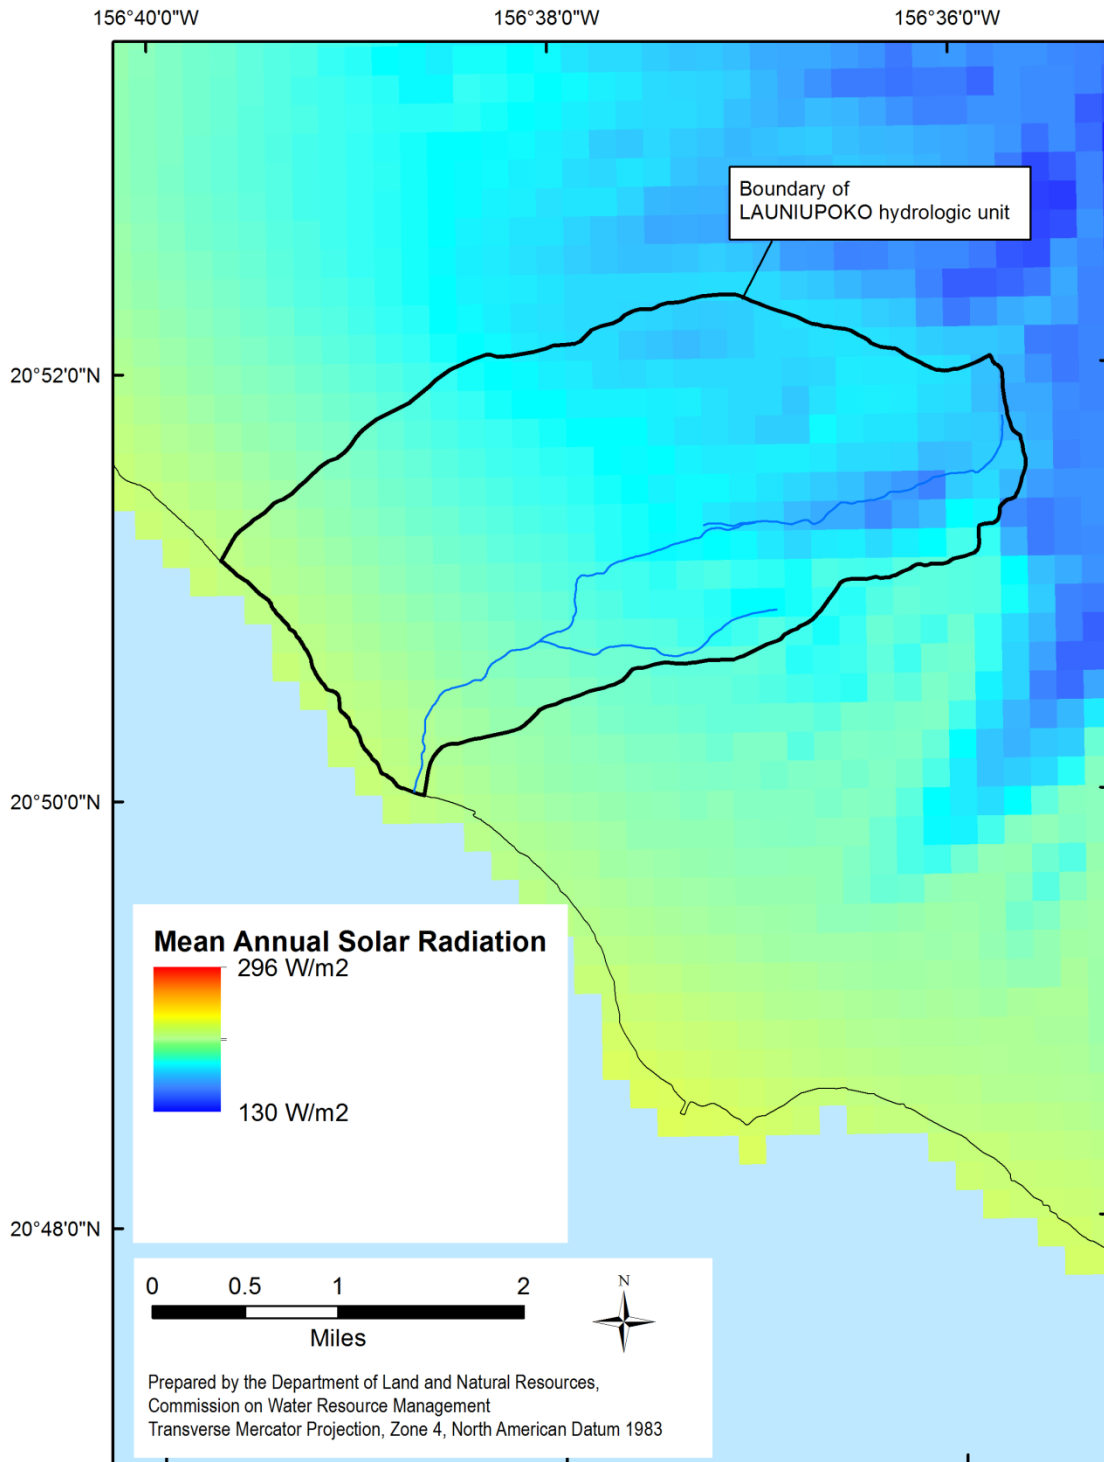 156°40'0"W
156°38'0"W
156°36'0"W
Boundary of
LAUNIUPOKO hydrologic unit
20°52'0"N
20°50'0"N
Mean Annual Solar Radiation
296 W/m2
130 W/m2
20°48'0"N
0 0.5 1 2
Miles
N
Prepared by the Department of Land and Natural Resources,
Commission on Water Resource Management
Transverse Mercator Projection, Zone 4, North American Datum 1983